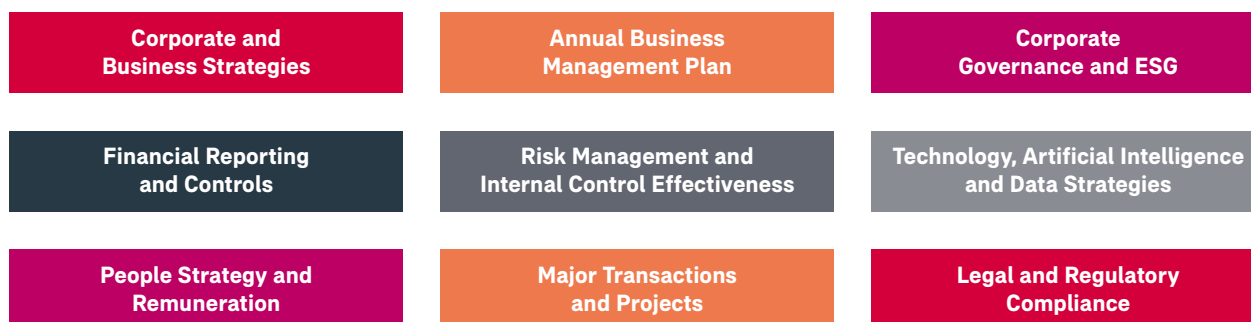 Corporate and
Business Strategies
Annual Business
Management Plan
Corporate
Governance and ESG
Financial Reporting
and Controls
Risk Management and
Internal Control Effectiveness
Technology, Artificial Intelligence
and Data Strategies
People Strategy and
Remuneration
Major Transactions
and Projects
Legal and Regulatory
Compliance